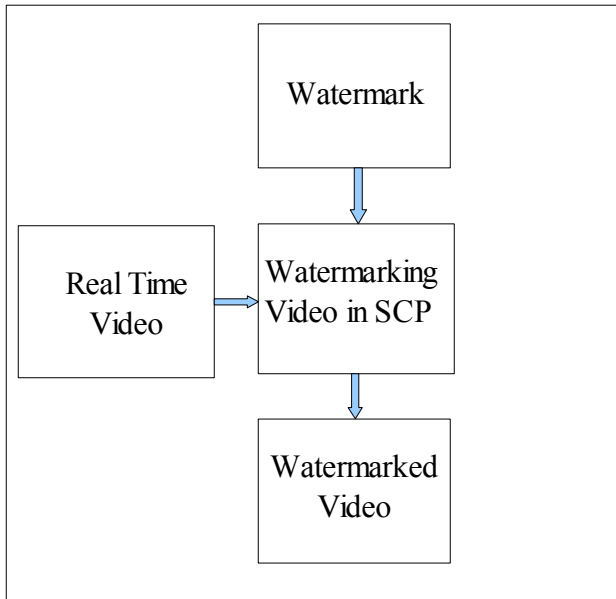 Watermark
Real Time
Video
Watermarking
Video in SCP
Watermarked
Video